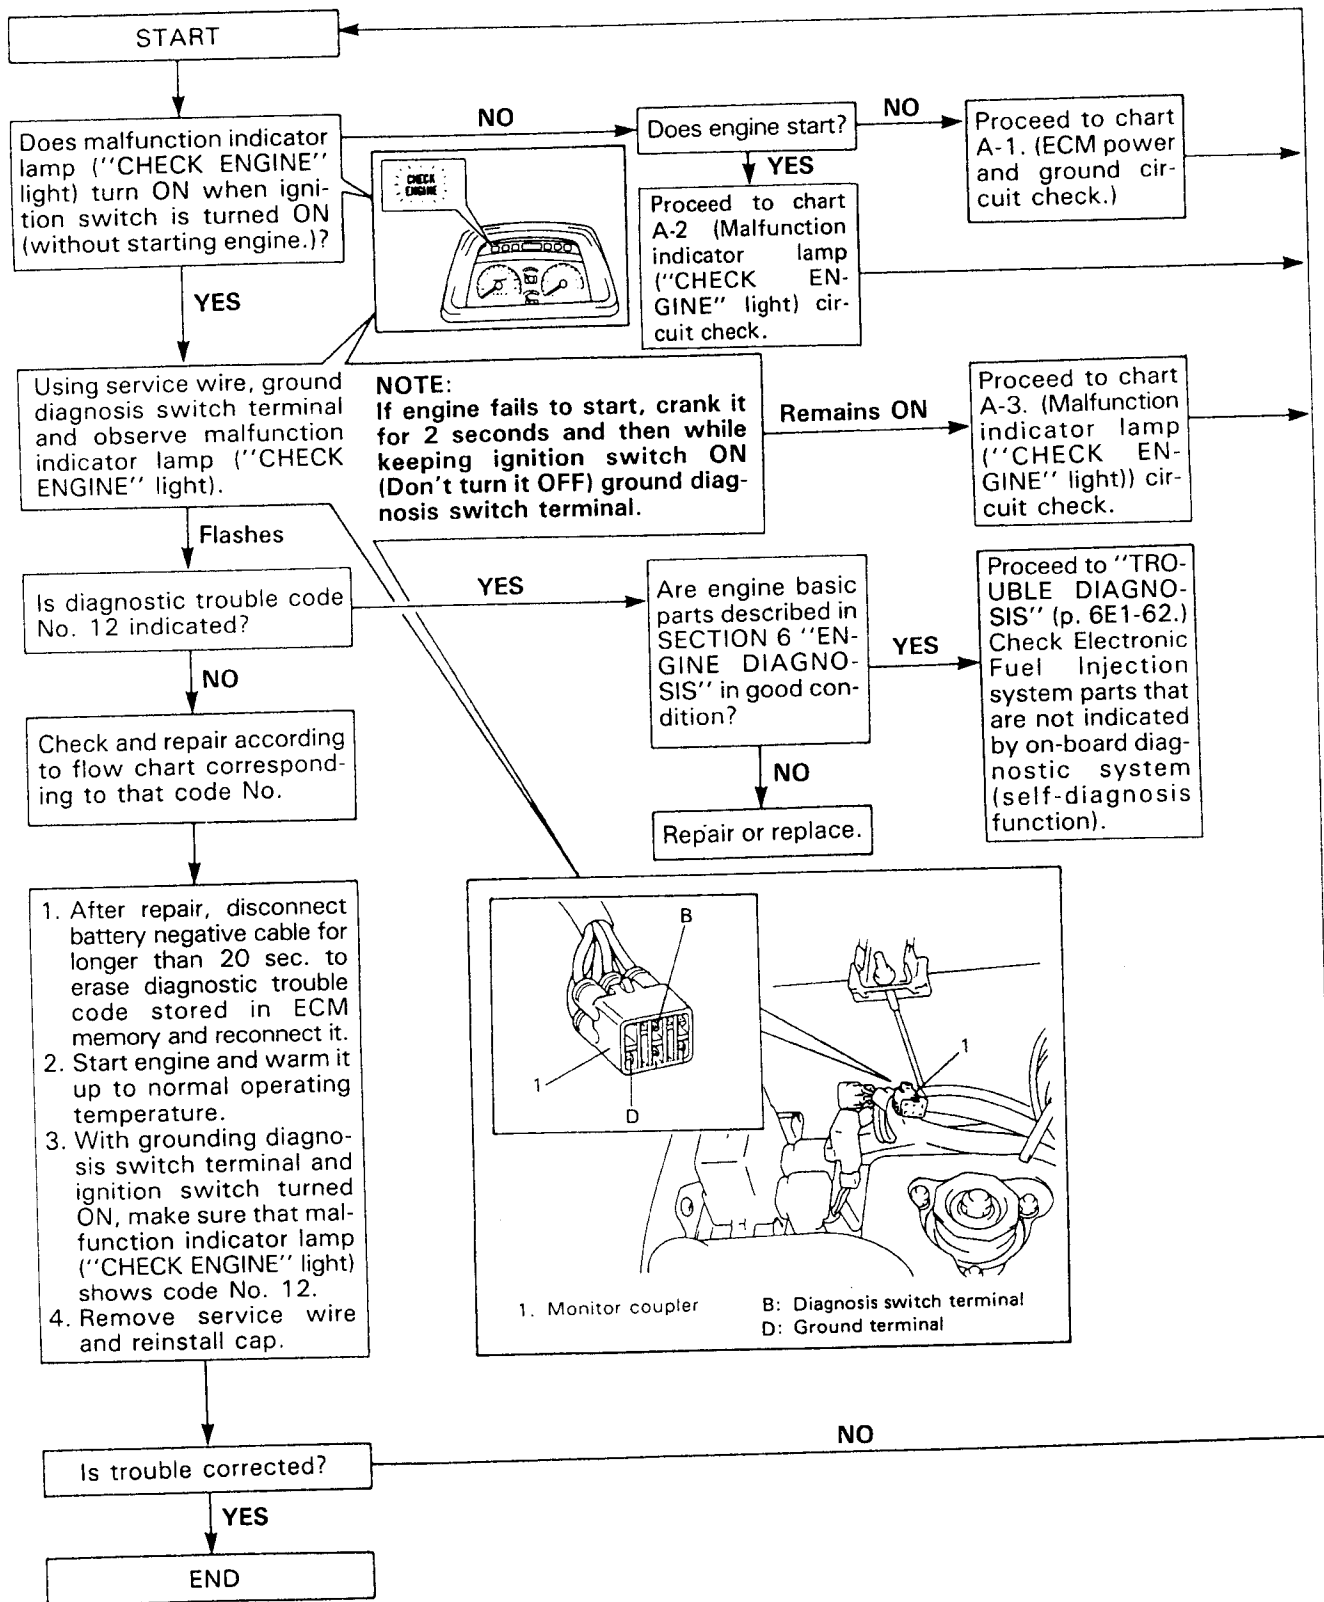 START
NO
NO
Does malfunction indicator
lamp ("CHECK ENGINE"
light) turn ON when igni-
tion switch is turned ON
(without starting engine.)?
CHECK
ENGINE
Does engine start?
Proceed to chart
A-1. (ECM power
and ground cir-
cuit check.)
YES
Proceed to chart
A-2 (Malfunction
indicator lamp
("CHECK EN-
GINE" light) cir-
cuit check.
YES
Using service wire, ground
diagnosis switch terminal
and observe malfunction
indicator lamp ("CHECK
ENGINE" light).
NOTE:
If engine fails to start, crank it
for 2 seconds and then while
keeping ignition switch ON
(Don't turn it OFF) ground diag-
nosis switch terminal.
Remains ON
Proceed to chart
A-3. (Malfunction
indicator lamp
("CHECK EN-
GINE" light)) cir-
cuit check.
Flashes
Is diagnostic trouble code
No. 12 indicated?
YES
Are engine basic
parts described in
SECTION 6 "EN-
GINE DIAGNO-
SIS" in good con-
dition?
YES
Proceed to "TRO-
UBLE DIAGNO-
SIS" (p. 6E1-62.)
Check Electronic
Fuel Injection
system parts that
are not indicated
by on-board diag-
nostic system
(self-diagnosis
function).
NO
Check and repair according
to flow chart correspond-
ing to that code No.
NO
Repair or replace.
1. After repair, disconnect
battery negative cable for
longer than 20 sec. to
erase diagnostic trouble
code stored in ECM
memory and reconnect it.
2. Start engine and warm it
up to normal operating
temperature.
3. With grounding diagno-
sis switch terminal and
ignition switch turned
ON, make sure that mal-
function indicator lamp
("CHECK ENGINE" light)
shows code No. 12.
4. Remove service wire
and reinstall cap.
B
1
D
1
1. Monitor coupler
B: Diagnosis switch terminal
D: Ground terminal
Is trouble corrected?
NO
YES
END